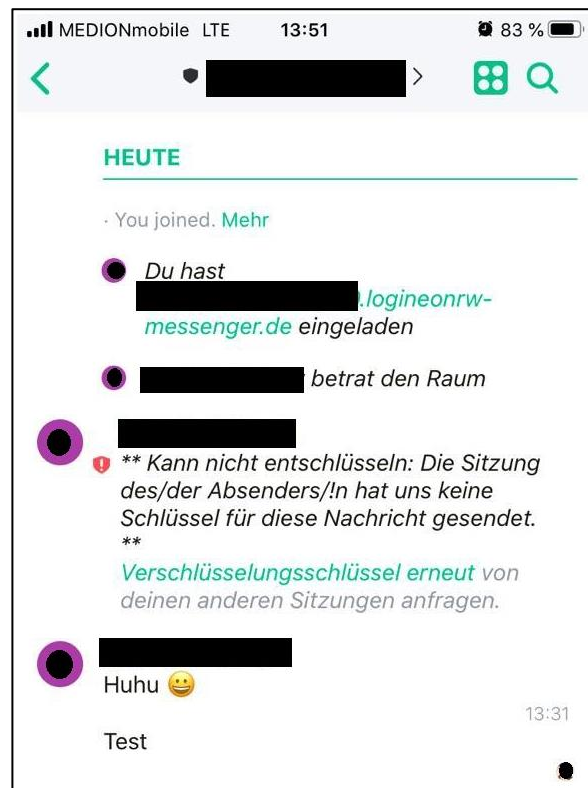 MEDIONmobile LTE 13:51 83 %
HEUTE
· You joined. Mehr
Du hast
.logineonrw-
messenger.de eingeladen
betrat den Raum
** Kann nicht entschlüsseln: Die Sitzung
des/der Absenders/!n hat uns keine
Schlüssel für diese Nachricht gesendet.
**
Verschlüsselungsschlüssel erneut von
deinen anderen Sitzungen anfragen.
Huhu 😀
13:31
Test